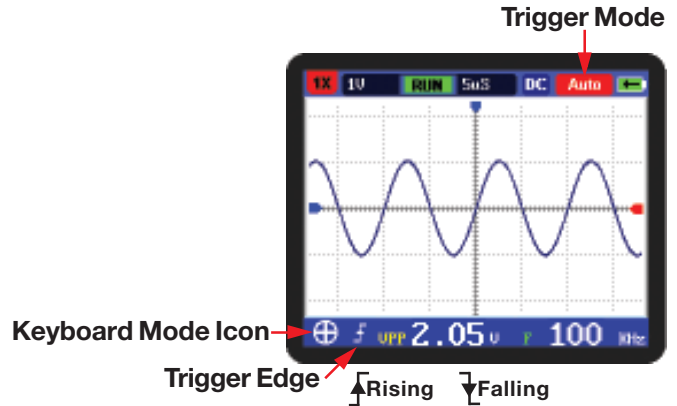 Trigger Mode
1X 1V RUN 5uS DC Auto
Keyboard Mode Icon
VPP 2.05 V F 100 KHz
Trigger Edge
Rising Falling